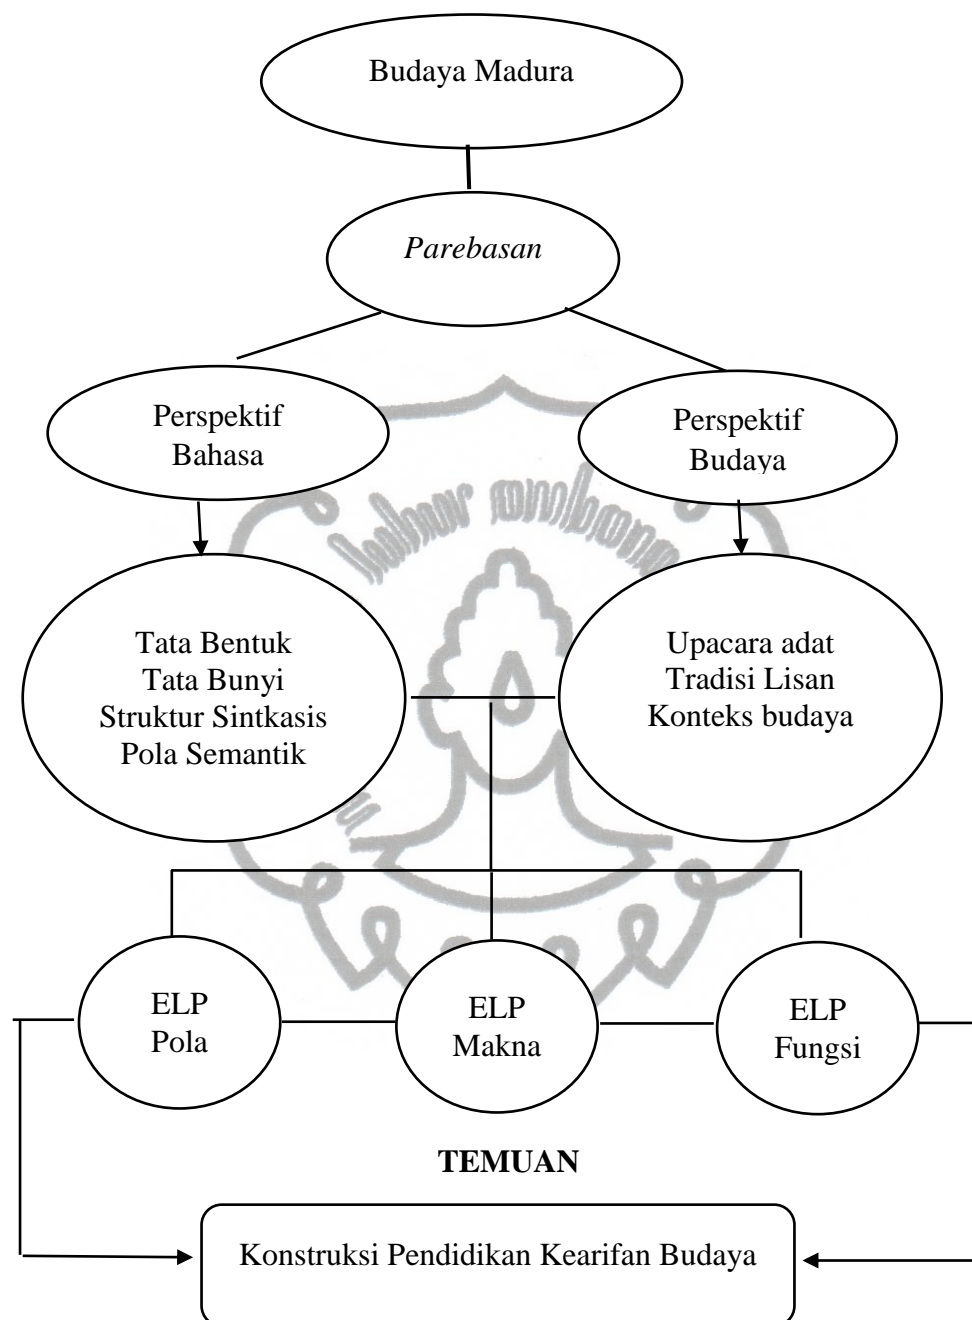 Budaya Madura
Parebasan
Perspektif
Bahasa
Perspektif
Budaya
Tata Bentuk
Tata Bunyi
Struktur Sintkasis
Pola Semantik
Upacara adat
Tradisi Lisan
Konteks budaya
ELP
Pola
ELP
Makna
ELP
Fungsi
TEMUAN
Konstruksi Pendidikan Kearifan Budaya